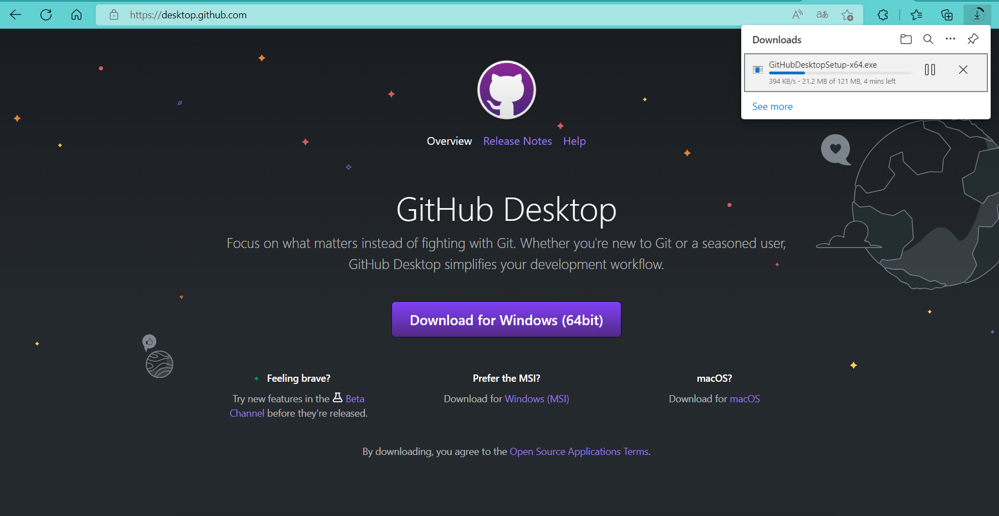 https://desktop.github.com
Downloads
GitHubDesktopSetup-x64.exe
394 KB/s - 21.2 MB of 121 MB, 4 mins left
See more
Overview Release Notes Help
GitHub Desktop
Focus on what matters instead of fighting with Git. Whether you're new to Git or a seasoned user,
GitHub Desktop simplifies your development workflow.
Download for Windows (64bit)
Feeling brave?
Try new features in the Beta
Channel before they're released.
Prefer the MSI?
Download for Windows (MSI)
macOS?
Download for macOS
By downloading, you agree to the Open Source Applications Terms.